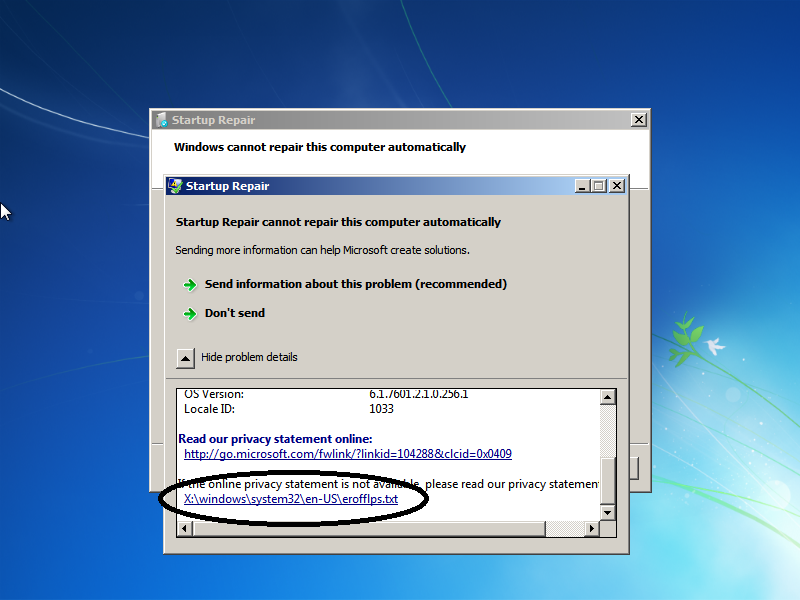 Startup Repair
Windows cannot repair this computer automatically
Startup Repair
Startup Repair cannot repair this computer automatically
Sending more information can help Microsoft create solutions.
Send information about this problem (recommended)
Don't send
Hide problem details
OS Version: 6.1.7601.2.1.0.256.1
Locale ID: 1033
Read our privacy statement online:
http://go.microsoft.com/fwlink/?linkid=104288&clcid=0x0409
If the online privacy statement is not available, please read our privacy statement
X:\windows\system32\en-US\erofflps.txt